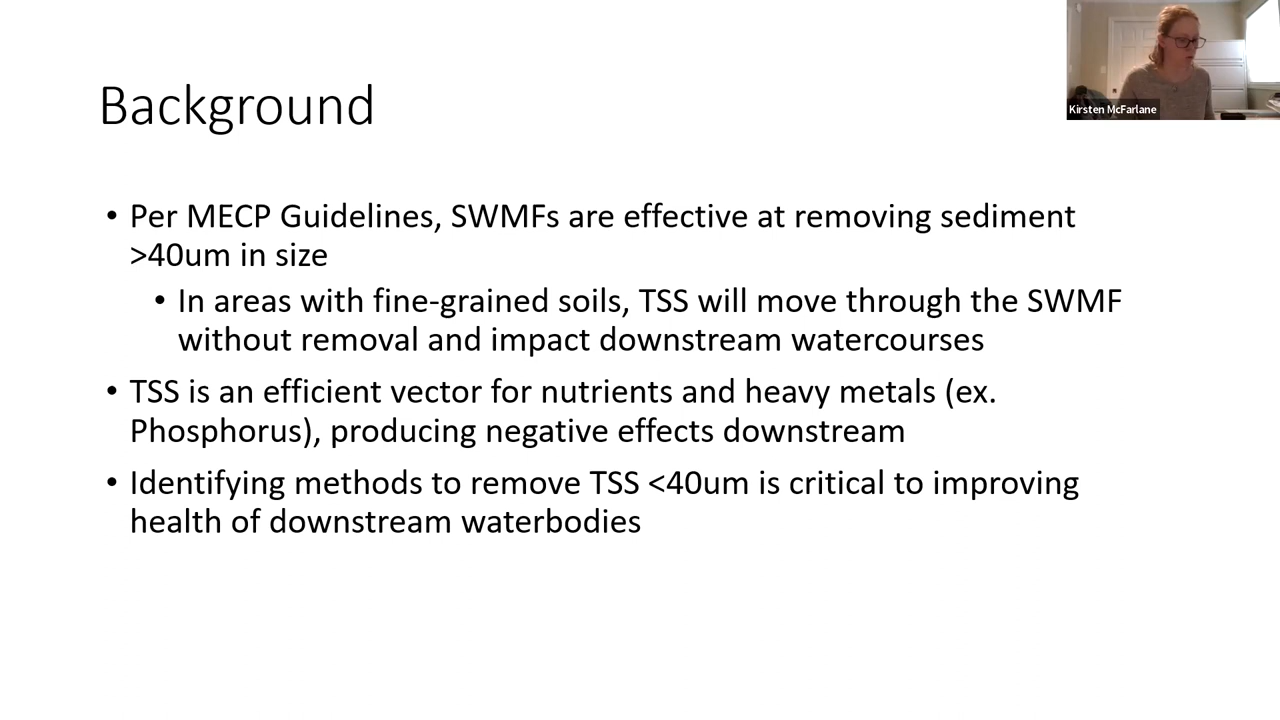 Background
Kirsten McFarlane
• Per MECP Guidelines, SWMFs are effective at removing sediment
>40um in size
• In areas with fine-grained soils, TSS will move through the SWMF
without removal and impact downstream watercourses
• TSS is an efficient vector for nutrients and heavy metals (ex.
Phosphorus), producing negative effects downstream
• Identifying methods to remove TSS <40um is critical to improving
health of downstream waterbodies